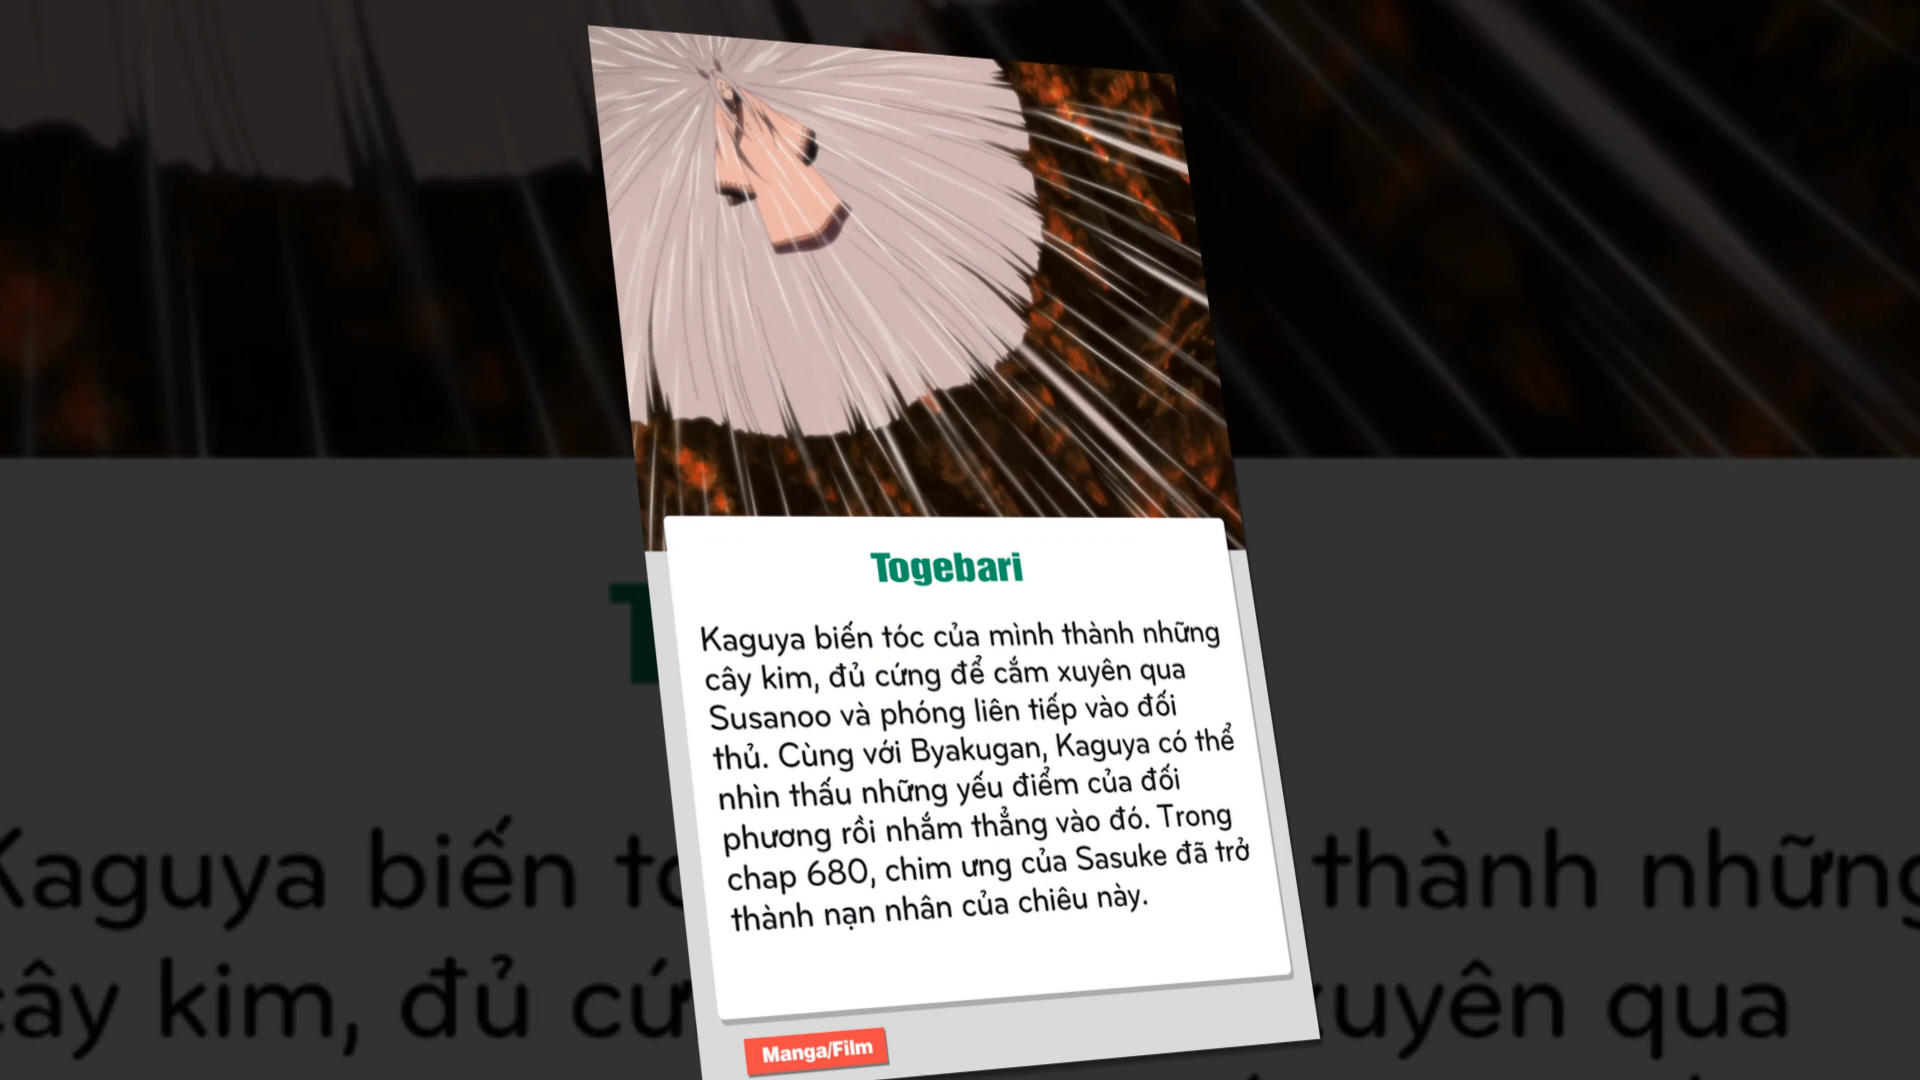 Togebari
Kaguya biến tóc của mình thành những
cây kim, đủ cứng để cắm xuyên qua
Susanoo và phóng liên tiếp vào đối
thủ. Cùng với Byakugan, Kaguya có thể
nhìn thấu những yếu điểm của đối
phương rồi nhắm thẳng vào đó. Trong
chap 680, chim ưng của Sasuke đã trở
thành nạn nhân của chiêu này.
Manga/Film
T
Kaguya biến tó thành những
cây kim, đủ cứ xuyên qua